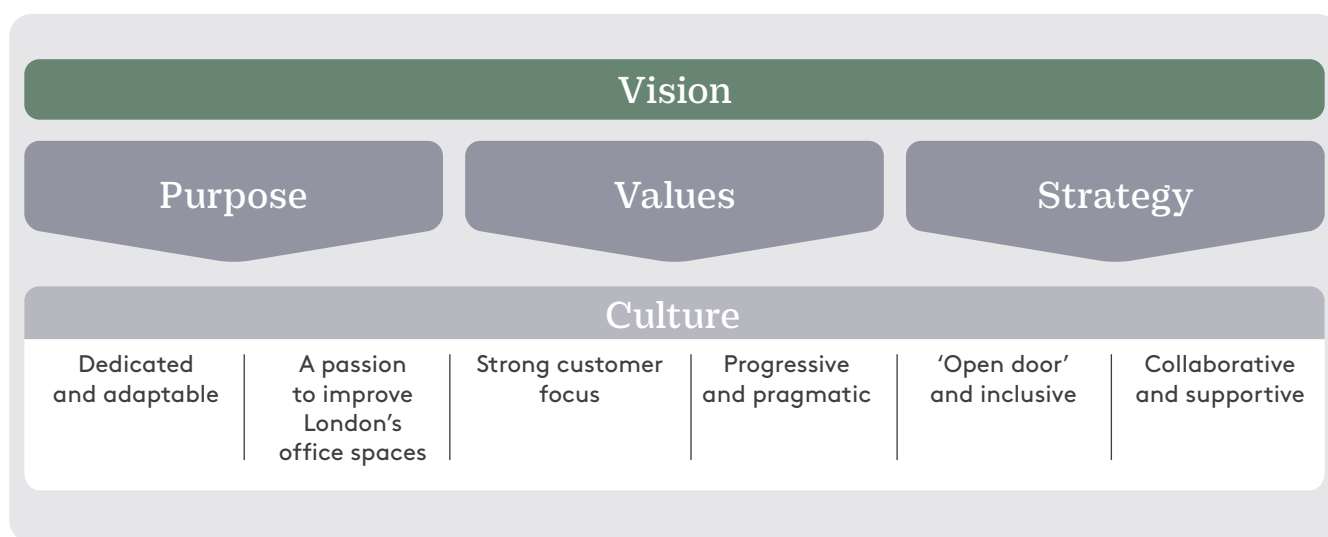 Vision
Purpose
Values
Strategy
Culture
Dedicated
and adaptable
A passion
to improve
London’s
office spaces
Strong customer
focus
Progressive
and pragmatic
‘Open door’
and inclusive
Collaborative
and supportive